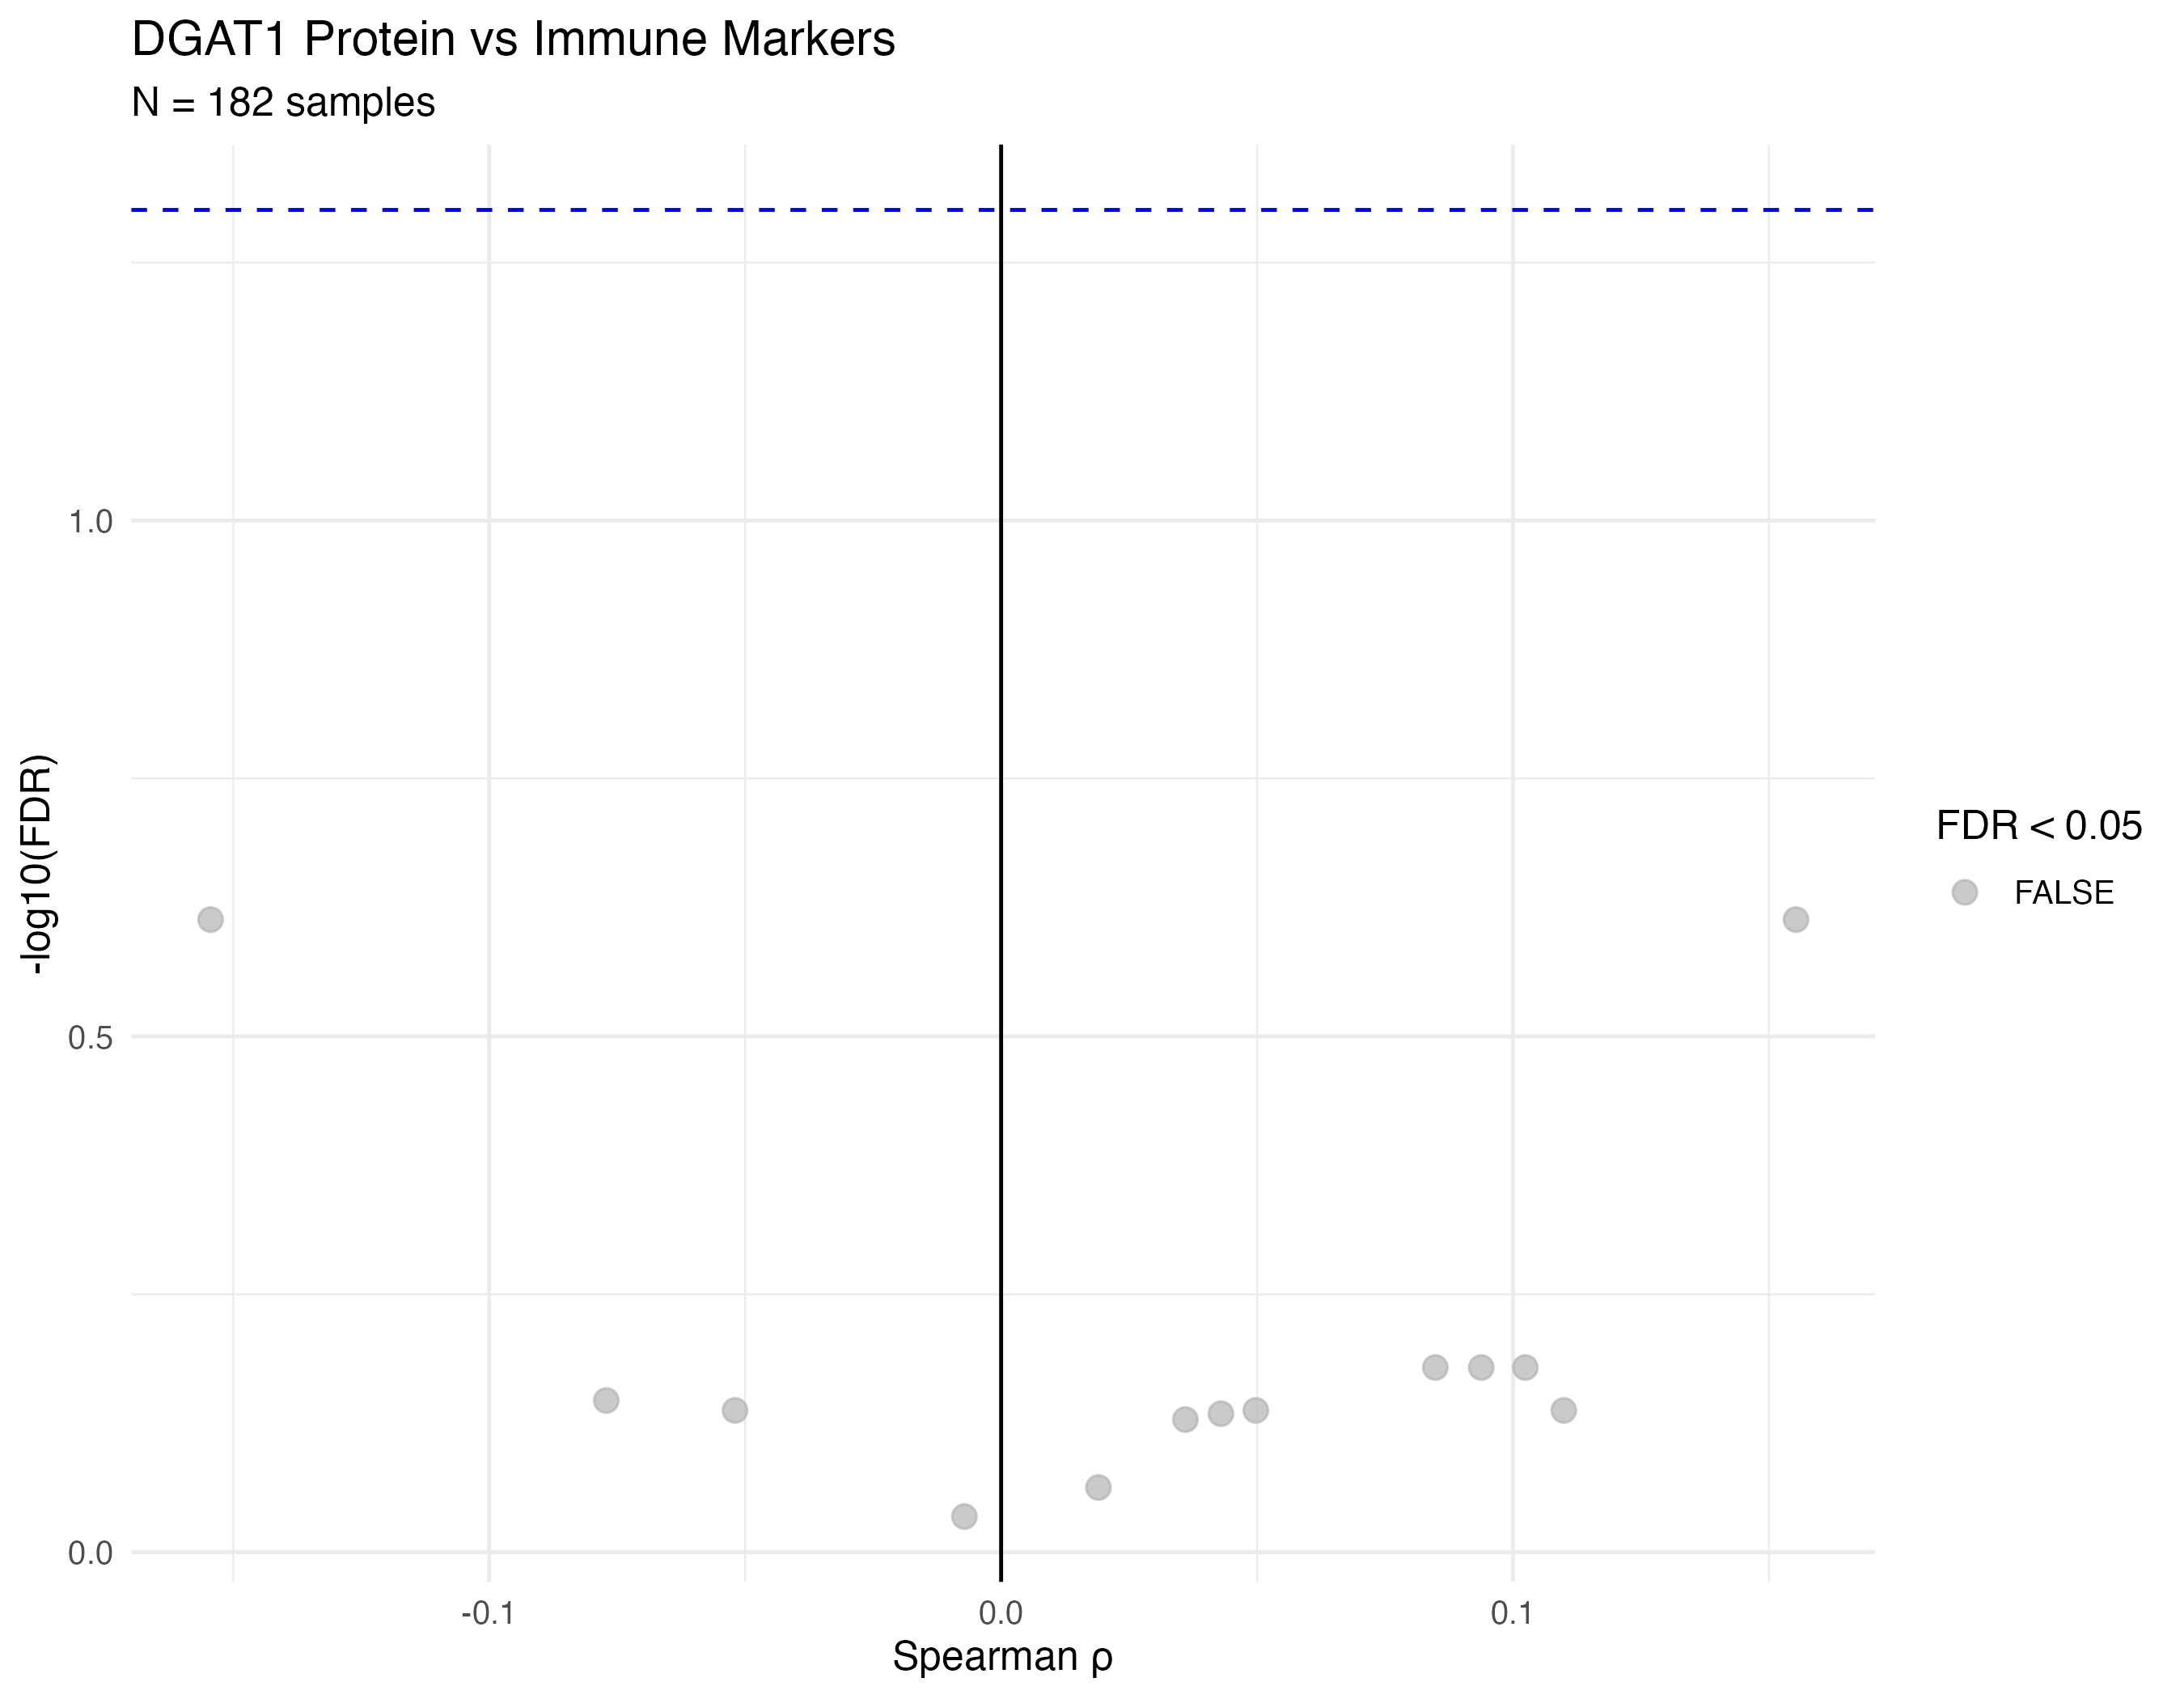 DGAT1 Protein vs Immune Markers
N = 182 samples
-log10(FDR)
1.0
0.5
0.0
-0.1
0.0
0.1
Spearman ρ
FDR < 0.05
FALSE